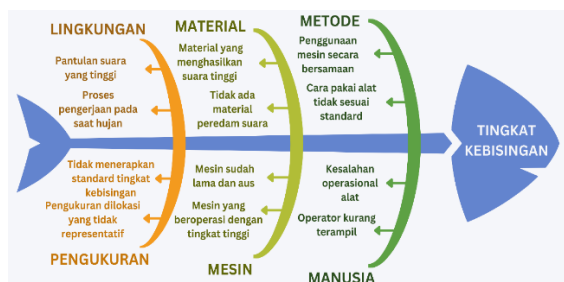 LINGKUNGAN
Pantulan suara
yang tinggi
Proses
pengerjaan pada
saat hujan
MATERIAL
Material yang
menghasilkan
suara tinggi
Tidak ada
material
peredam suara
METODE
Penggunaan
mesin secara
bersamaan
Cara pakai alat
tidak sesuai
standard
TINGKAT
KEBISINGAN
Tidak menerapkan
standard tingkat
kebisingan
Pengukuran dilokasi
yang tidak
representatif
PENGUKURAN
Mesin sudah
lama dan aus
Mesin yang
beroperasi dengan
tingkat tinggi
MESIN
Kesalahan
operasional
alat
Operator kurang
terampil
MANUSIA